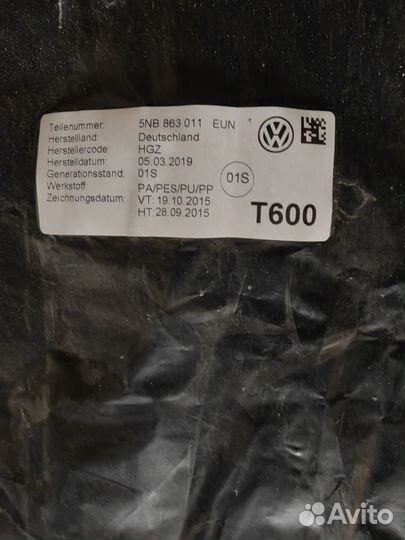 Teilenummer: 5NB 863 011 EUN
Herstelland. Deutschland
Herstellercode: HGZ
Herstelldatum: 05.03.2019
Generationsstand. 01S
Werkstoff: PA/PES/PU/PP
Zeichnungsdatum: VT: 19.10.2015
HT: 28.09.2015
01S
T600
Avito